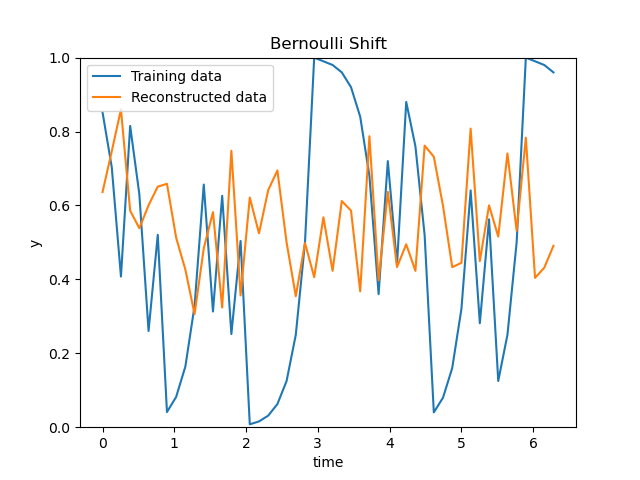 Bernoulli Shift
Training data
Reconstructed data
y
1.0
0.8
0.6
0.4
0.2
0.0
0 1 2 3 4 5 6
time